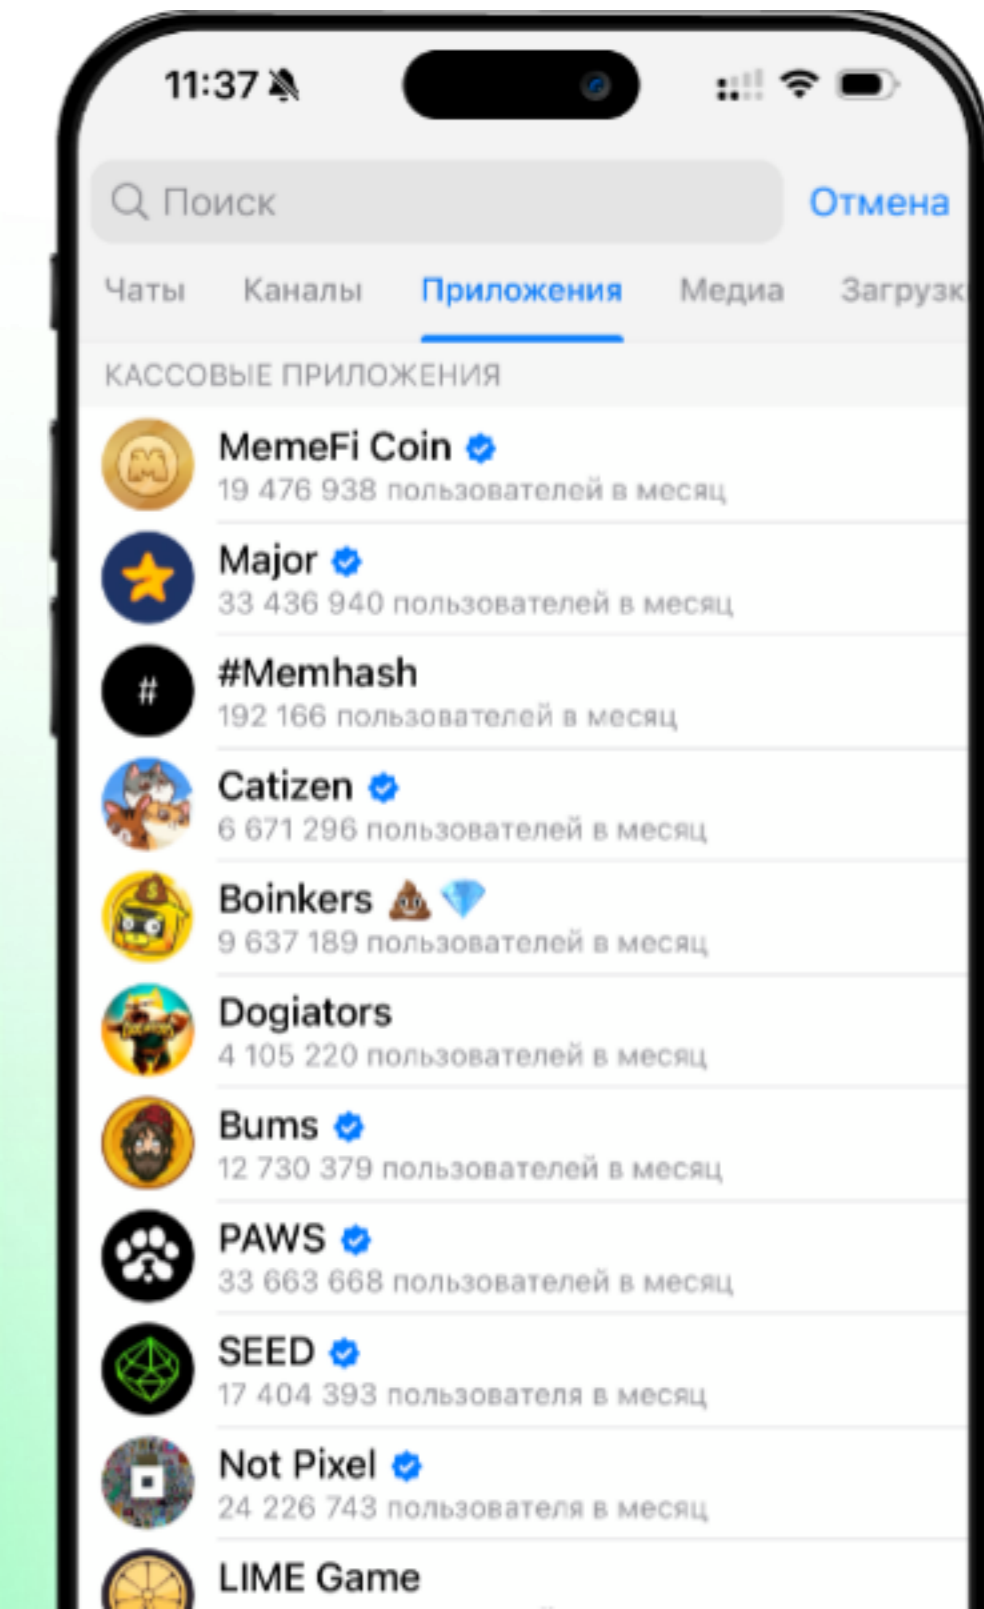 11:37
Поиск
Отмена
Чаты Каналы Приложения Медиа Загрузк
КАССОВЫЕ ПРИЛОЖЕНИЯ
MemeFi Coin
19 476 938 пользователей в месяц
Major
33 436 940 пользователей в месяц
#
#Memhash
192 166 пользователей в месяц
Catizen
6 671 296 пользователей в месяц
Boinkers 💩💎
9 637 189 пользователей в месяц
Dogiators
4 105 220 пользователей в месяц
Bums
12 730 379 пользователей в месяц
PAWS
33 663 668 пользователей в месяц
SEED
17 404 393 пользователя в месяц
Not Pixel
24 226 743 пользователя в месяц
LIME Game